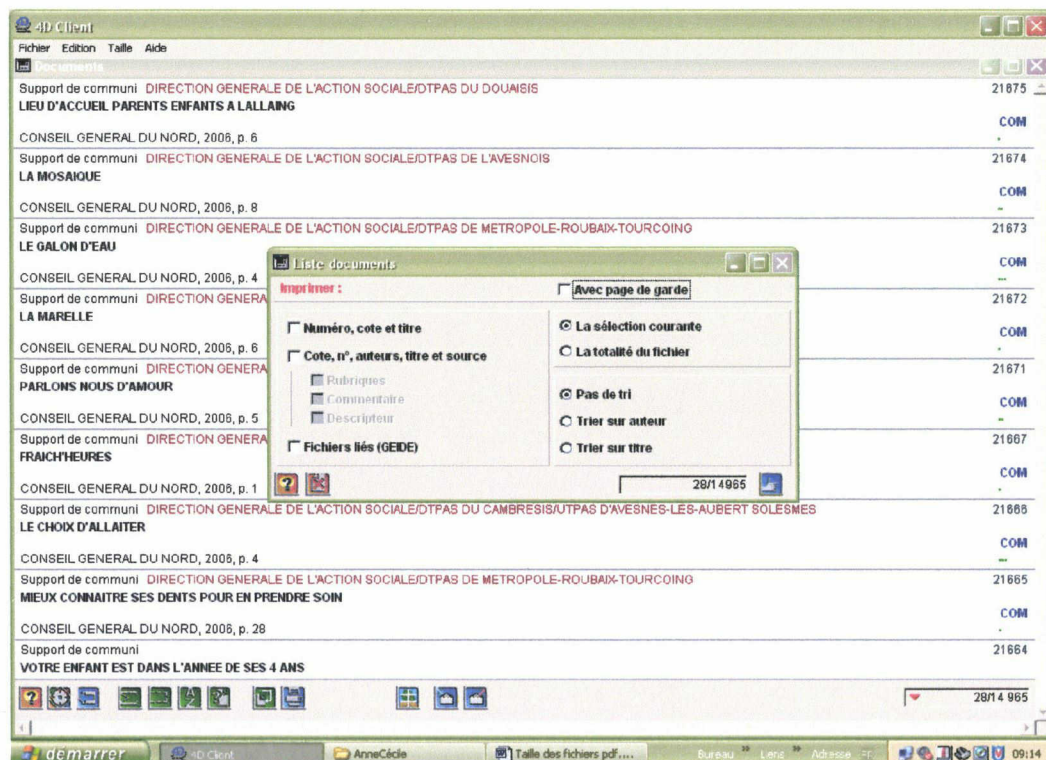 4D Client
Fichier Edition Taille Aide
Documents
Support de communi DIRECTION GENERALE DE L'ACTION SOCIALE/DTPAS DU DOUAISIS 21675
LIEU D'ACCUEIL PARENTS ENFANTS A LALLAING
COM
CONSEIL GENERAL DU NORD, 2006, p. 6
Support de communi DIRECTION GENERALE DE L'ACTION SOCIALE/DTPAS DE L'AVESNOIS 21674
LA MOSAIQUE
COM
CONSEIL GENERAL DU NORD, 2006, p. 8
Support de communi DIRECTION GENERALE DE L'ACTION SOCIALE/DTPAS DE METROPOLE-ROUBAIX-TOURCOING 21673
LE GALON D'EAU
COM
CONSEIL GENERAL DU NORD, 2006, p. 4
Support de communi DIRECTION GENERA 21672
LA MARELLE
COM
CONSEIL GENERAL DU NORD, 2006, p. 6
Support de communi DIRECTION GENERA 21671
PARLONS NOUS D'AMOUR
COM
CONSEIL GENERAL DU NORD, 2006, p. 5
Support de communi DIRECTION GENERA 21667
FRAICH'HEURES
COM
CONSEIL GENERAL DU NORD, 2006, p. 1
Support de communi DIRECTION GENERALE DE L'ACTION SOCIALE/DTPAS DU CAMBRESIS/UTPAS D'AVESNES-LES-AUBERT SOLESMES 21666
LE CHOIX D'ALLAITER
COM
CONSEIL GENERAL DU NORD, 2006, p. 4
Support de communi DIRECTION GENERALE DE L'ACTION SOCIALE/DTPAS DE METROPOLE-ROUBAIX-TOURCOING 21665
MIEUX CONNAITRE SES DENTS POUR EN PRENDRE SOIN
COM
CONSEIL GENERAL DU NORD, 2006, p. 28
Support de communi 21664
VOTRE ENFANT EST DANS L'ANNEE DE SES 4 ANS
28/14 965
Liste documents
Imprimer :
Avec page de garde
Numéro, cote et titre
Cote, n°, auteurs, titre et source
Rubriques
Commentaire
Descripteur
Fichiers liés (GEIDE)
La sélection courante
La totalité du fichier
Pas de tri
Trier sur auteur
Trier sur titre
28/14965
démarrer 4D Client AnneCécile Taille des fichiers pdf.... Bureau » Liens » Adresse 09:14